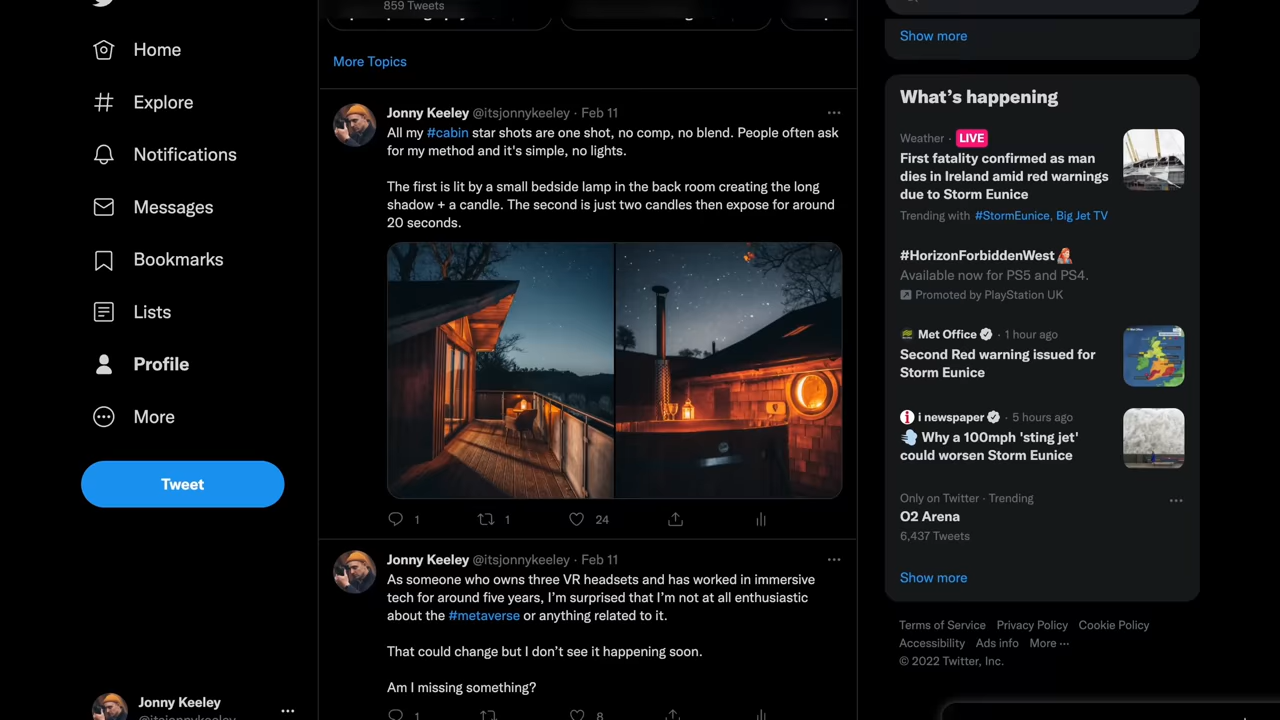 Home
Explore
Notifications
Messages
Bookmarks
Lists
Profile
More
Tweet
Jonny Keeley
859 Tweets
More Topics
Jonny Keeley @itsjonnykeeley · Feb 11
All my #cabin star shots are one shot, no comp, no blend. People often ask
for my method and it's simple, no lights.
The first is lit by a small bedside lamp in the back room creating the long
shadow + a candle. The second is just two candles then expose for around
20 seconds.
1
1
24
Jonny Keeley @itsjonnykeeley · Feb 11
As someone who owns three VR headsets and has worked in immersive
tech for around five years, I'm surprised that I'm not at all enthusiastic
about the #metaverse or anything related to it.
That could change but I don't see it happening soon.
Am I missing something?
1
8
Show more
What's happening
Weather · LIVE
First fatality confirmed as man
dies in Ireland amid red warnings
due to Storm Eunice
Trending with #StormEunice, Big Jet TV
#HorizonForbiddenWest
Available now for PS5 and PS4.
Promoted by PlayStation UK
Met Office · 1 hour ago
Second Red warning issued for
Storm Eunice
i newspaper · 5 hours ago
Why a 100mph 'sting jet'
could worsen Storm Eunice
Only on Twitter · Trending
O2 Arena
6,437 Tweets
Show more
Terms of Service Privacy Policy Cookie Policy
Accessibility Ads info More ···
© 2022 Twitter, Inc.